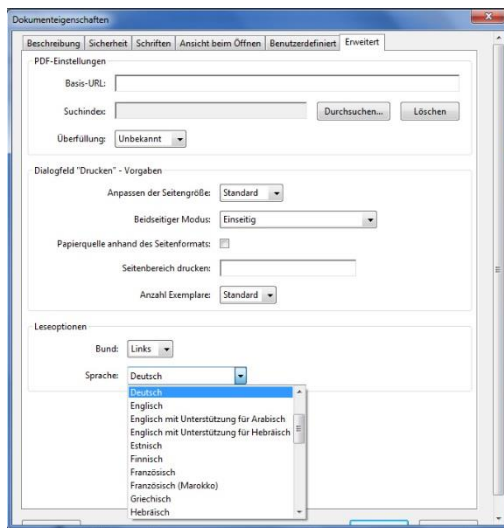 Dokumenteigenschaften
Beschreibung Sicherheit Schriften Ansicht beim Öffnen Benutzerdefiniert Erweitert
PDF-Einstellungen
Basis-URL:
Suchindex: Durchsuchen... Löschen
Überfüllung: Unbekannt
Dialogfeld "Drucken" - Vorgaben
Anpassen der Seitengröße: Standard
Beidseitiger Modus: Einseitig
Papierquelle anhand des Seitenformats:
Seitenbereich drucken:
Anzahl Exemplare: Standard
Leseoptionen
Bund: Links
Sprache: Deutsch
Deutsch
Englisch
Englisch mit Unterstützung für Arabisch
Englisch mit Unterstützung für Hebräisch
Estnisch
Finnisch
Französisch
Französisch (Marokko)
Griechisch
Hebräisch